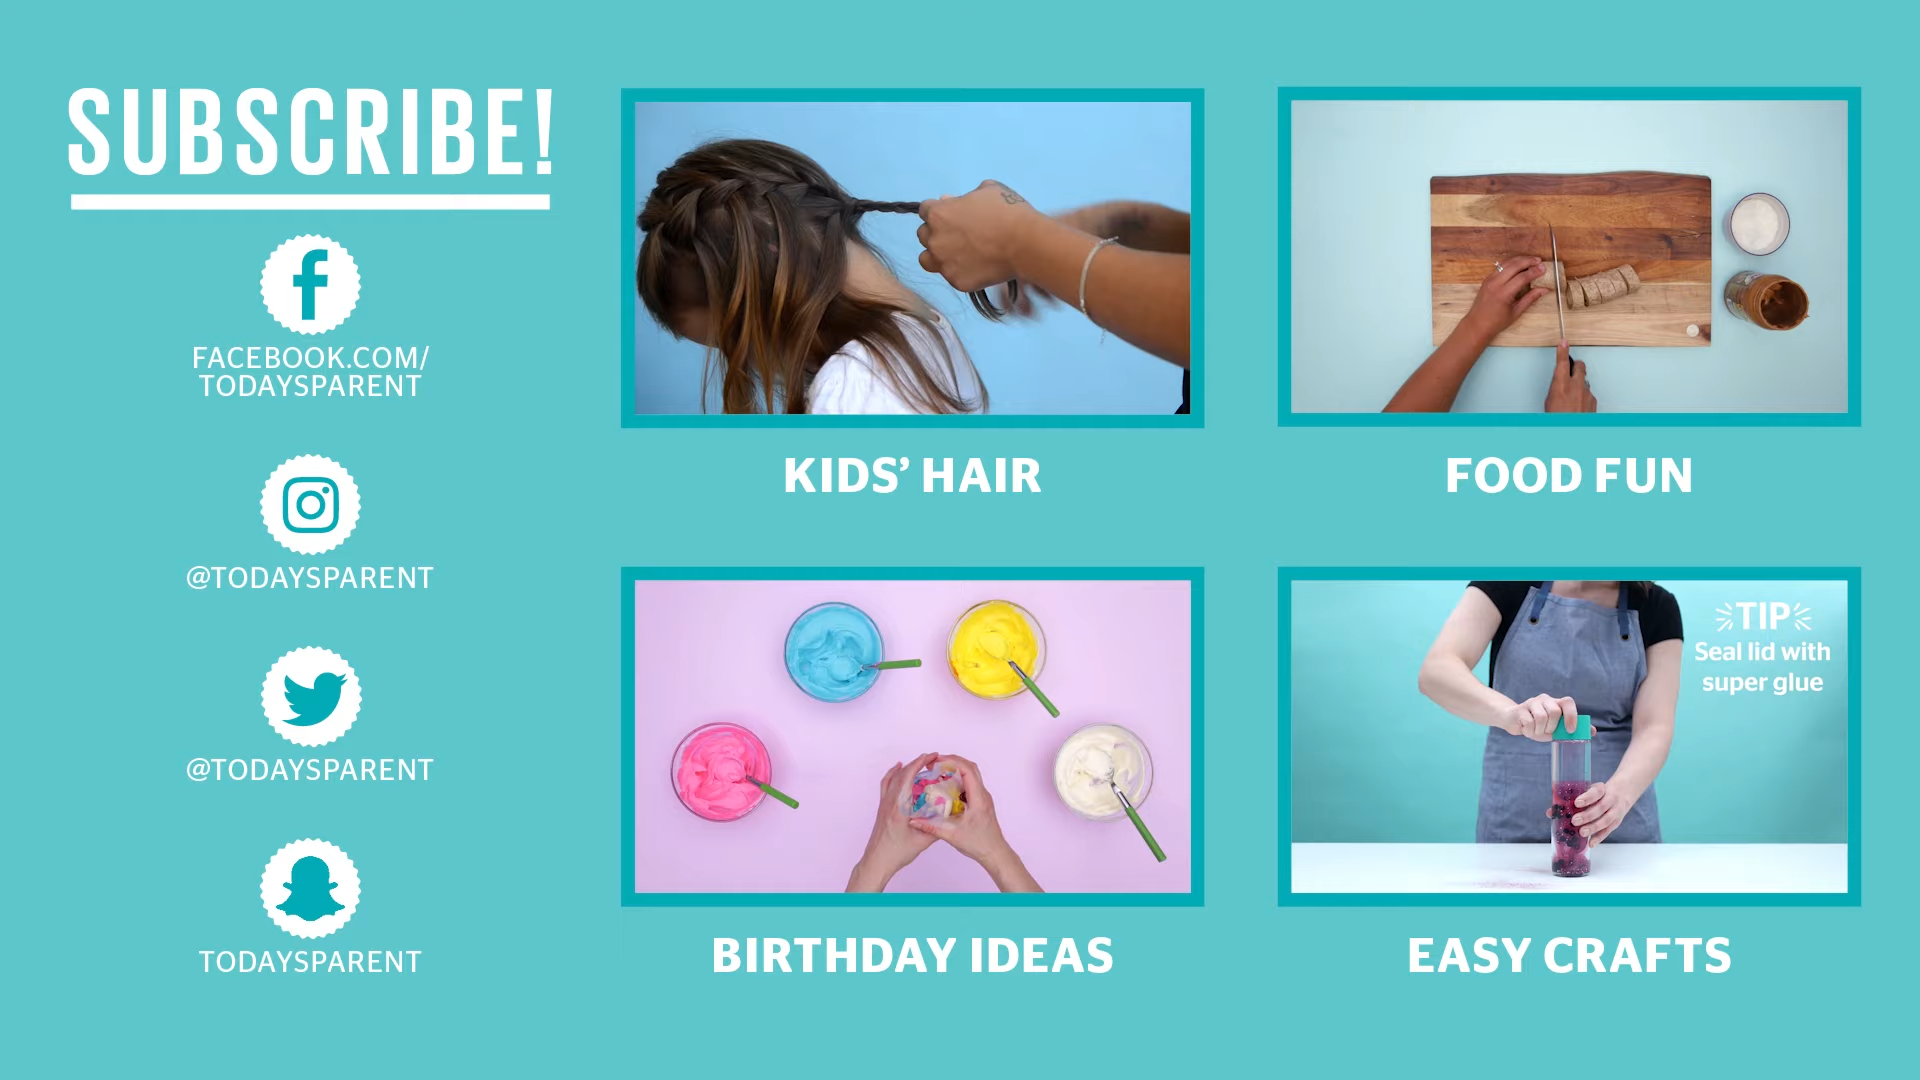 SUBSCRIBE!
FACEBOOK.COM/
TODAYSPARENT
@TODAYSPARENT
@TODAYSPARENT
TODAYSPARENT
KIDS’ HAIR
FOOD FUN
BIRTHDAY IDEAS
TIP
Seal lid with
super glue
EASY CRAFTS